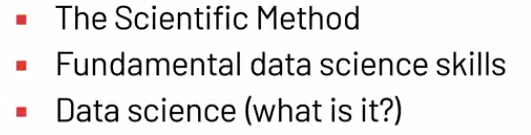 ▪ The Scientific Method
▪ Fundamental data science skills
▪ Data science (what is it?)